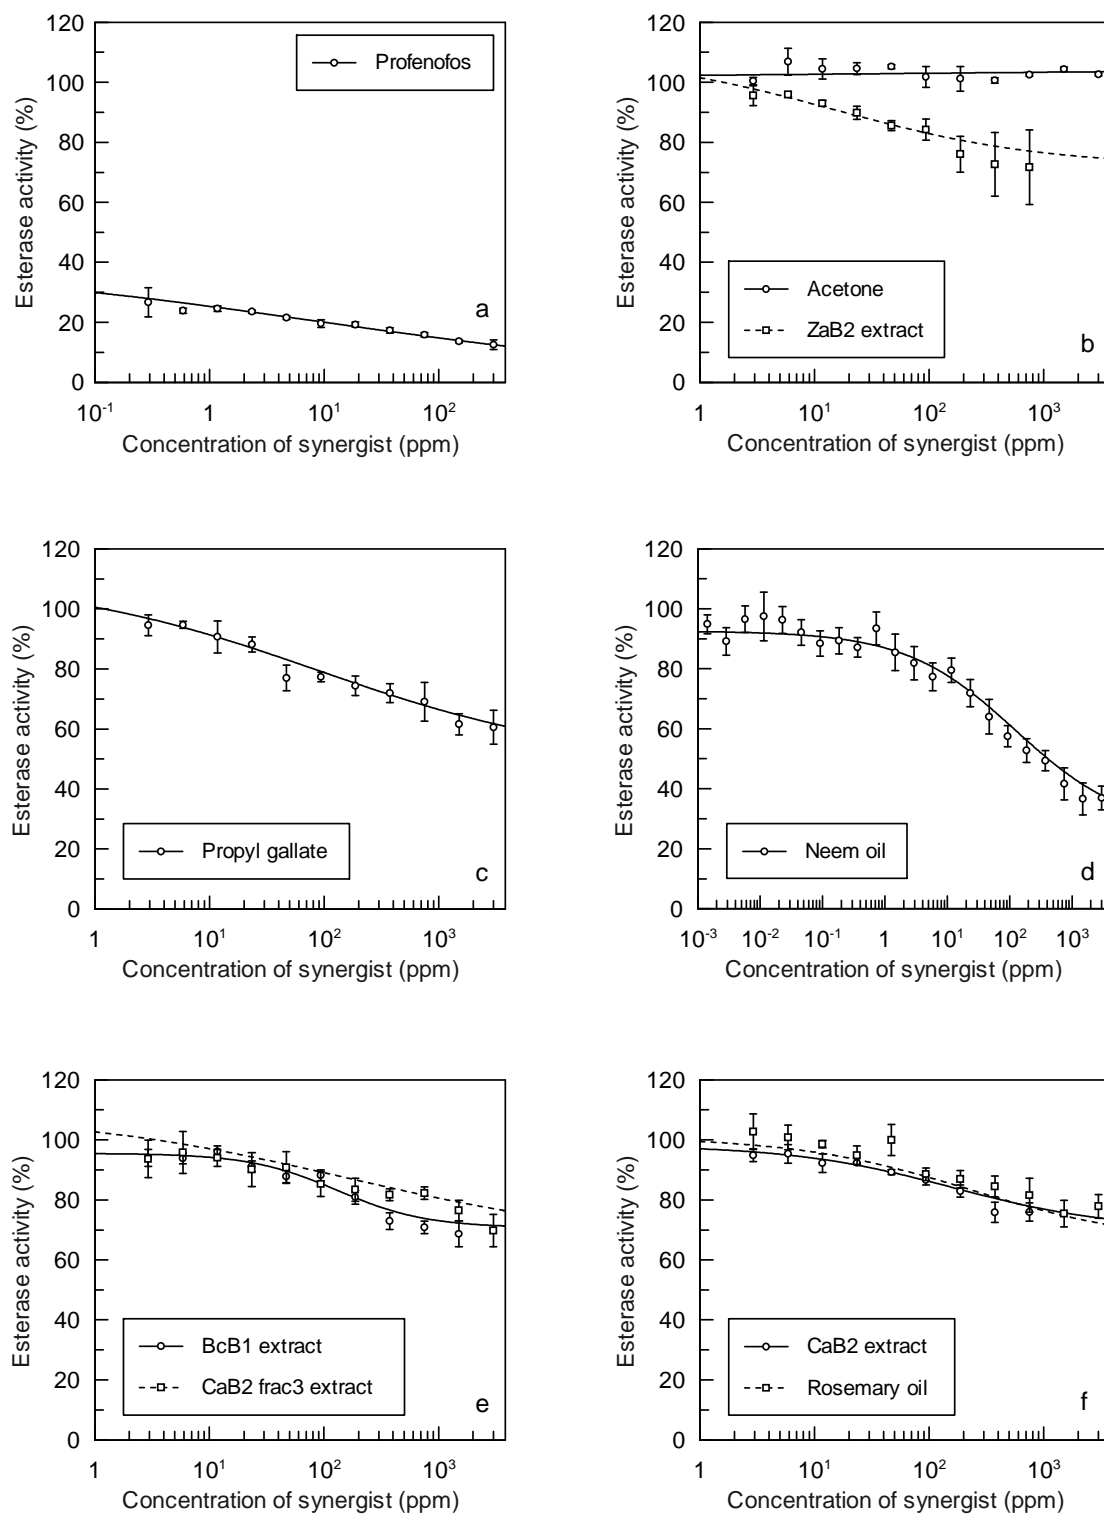 120
100
80
60
40
20
0
Esterase activity (%)
Profenofos
a
10⁻¹ 1 10¹ 10²
Concentration of synergist (ppm)
120
100
80
60
40
20
0
Esterase activity (%)
Acetone
ZaB2 extract
b
1 10¹ 10² 10³
Concentration of synergist (ppm)
120
100
80
60
40
20
0
Esterase activity (%)
Propyl gallate
c
1 10¹ 10² 10³
Concentration of synergist (ppm)
120
100
80
60
40
20
0
Esterase activity (%)
Neem oil
d
10⁻³ 10⁻² 10⁻¹ 1 10¹ 10² 10³
Concentration of synergist (ppm)
120
100
80
60
40
20
0
Esterase activity (%)
BcB1 extract
CaB2 frac3 extract
e
1 10¹ 10² 10³
Concentration of synergist (ppm)
120
100
80
60
40
20
0
Esterase activity (%)
CaB2 extract
Rosemary oil
f
1 10¹ 10² 10³
Concentration of synergist (ppm)